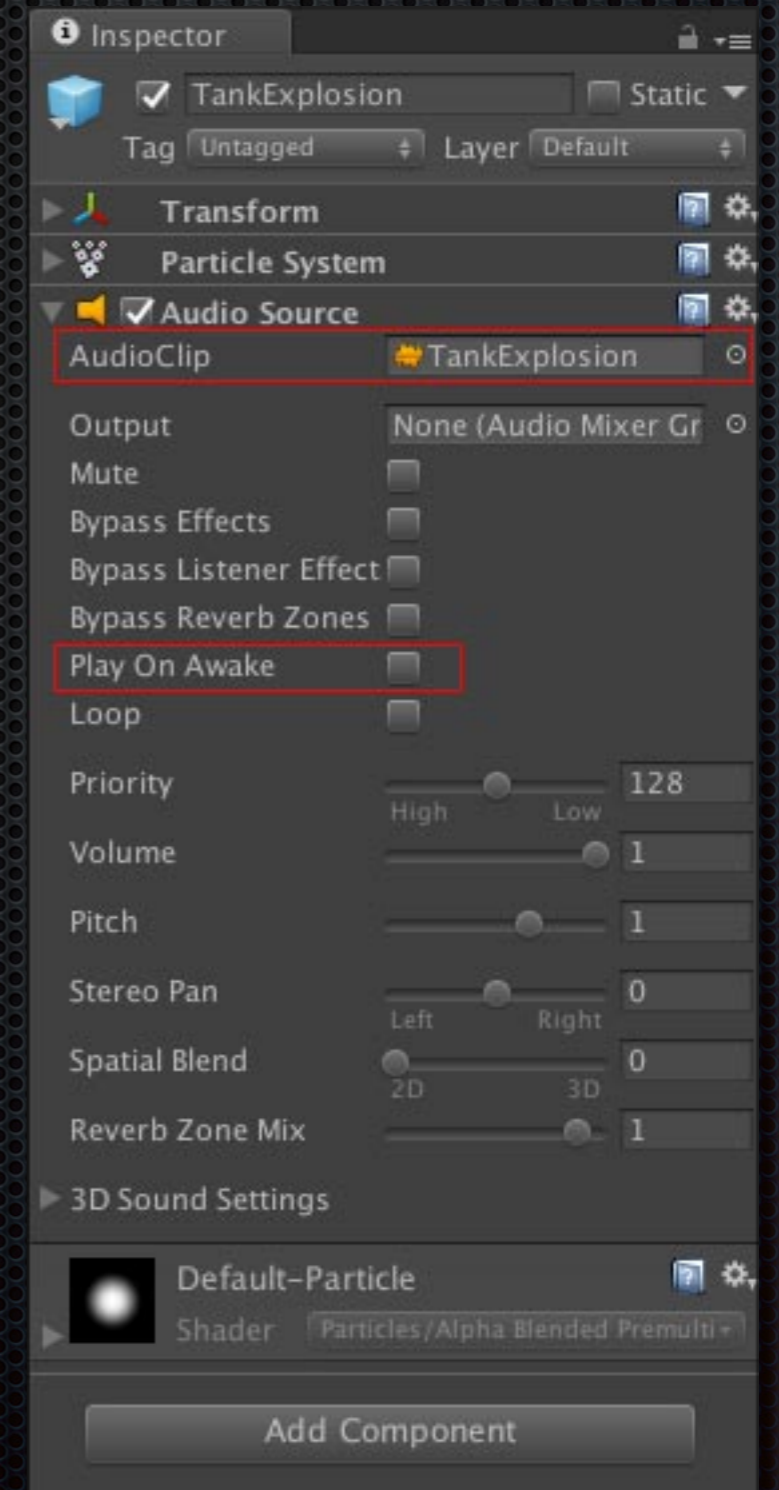 Inspector
TankExplosion Static
Tag Untagged Layer Default
Transform
Particle System
Audio Source
AudioClip TankExplosion
Output None (Audio Mixer Gr
Mute
Bypass Effects
Bypass Listener Effect
Bypass Reverb Zones
Play On Awake
Loop
Priority 128
High Low
Volume 1
Pitch 1
Stereo Pan 0
Left Right
Spatial Blend 0
2D 3D
Reverb Zone Mix 1
3D Sound Settings
Default-Particle
Shader Particles/Alpha Blended Premulti
Add Component